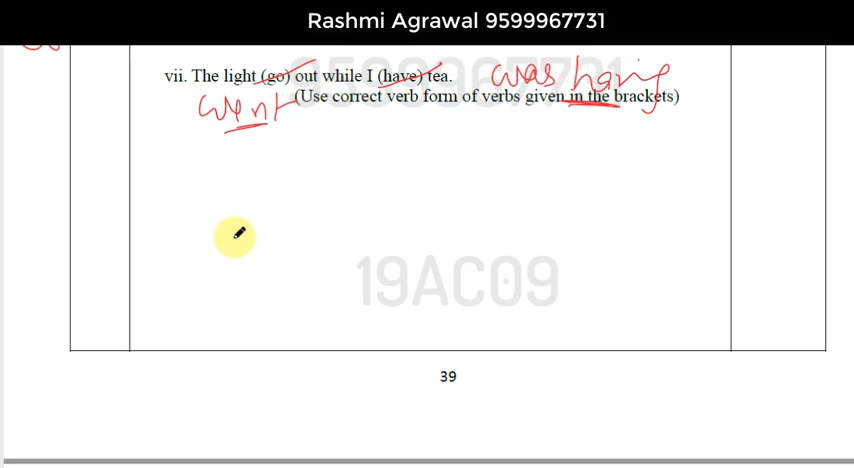 Rashmi Agrawal 9599967731
vii. The light (go) out while I (have) tea. was having
went (Use correct verb form of verbs given in the brackets)
9599967731
19AC09
39